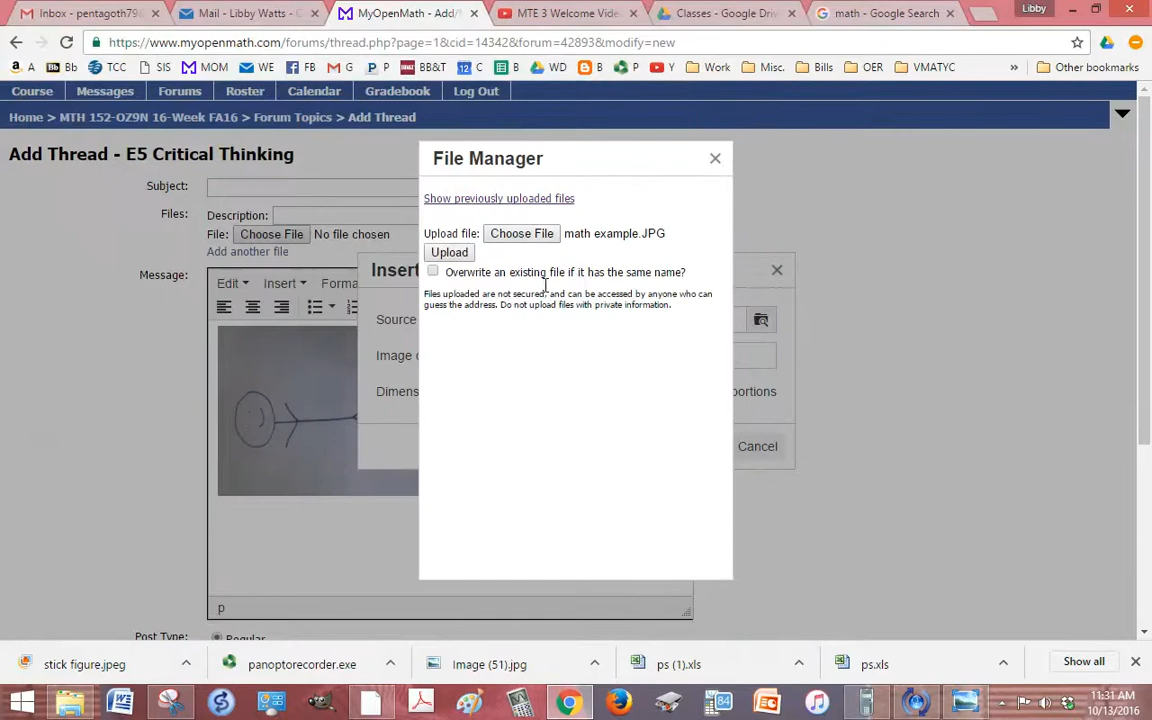 Inbox - pentagoth79&
Mail - Libby Watts - C
MyOpenMath - Add/
MTE 3 Welcome Vide
Classes - Google Driv
math - Google Search
Libby
https://www.myopenmath.com/forums/thread.php?page=1&cid=14342&forum=42893&modify=new
A
Bb
TCC
SIS
MOM
WE
FB
G
P
BB&T
C
B
WD
B
P
Y
Work
Misc.
Bills
OER
VMATYC
»
Other bookmarks
Course
Messages
Forums
Roster
Calendar
Gradebook
Log Out
Home > MTH 152-OZ9N 16-Week FA16 > Forum Topics > Add Thread
Add Thread - E5 Critical Thinking
Subject:
Files:
Description:
File: Choose File No file chosen
Add another file
Message:
Edit
Insert
Forma
Insert
Source
Image
Dimens
oportions
Cancel
File Manager
Show previously uploaded files
Upload file: Choose File math example.JPG
Upload
Overwrite an existing file if it has the same name?
Files uploaded are not secured, and can be accessed by anyone who can
guess the address. Do not upload files with private information.
p
Post Type:
Regular
stick figure.jpeg
panoptorecorder.exe
Image (51).jpg
ps (1).xls
ps.xls
Show all
11:31 AM
10/13/2016